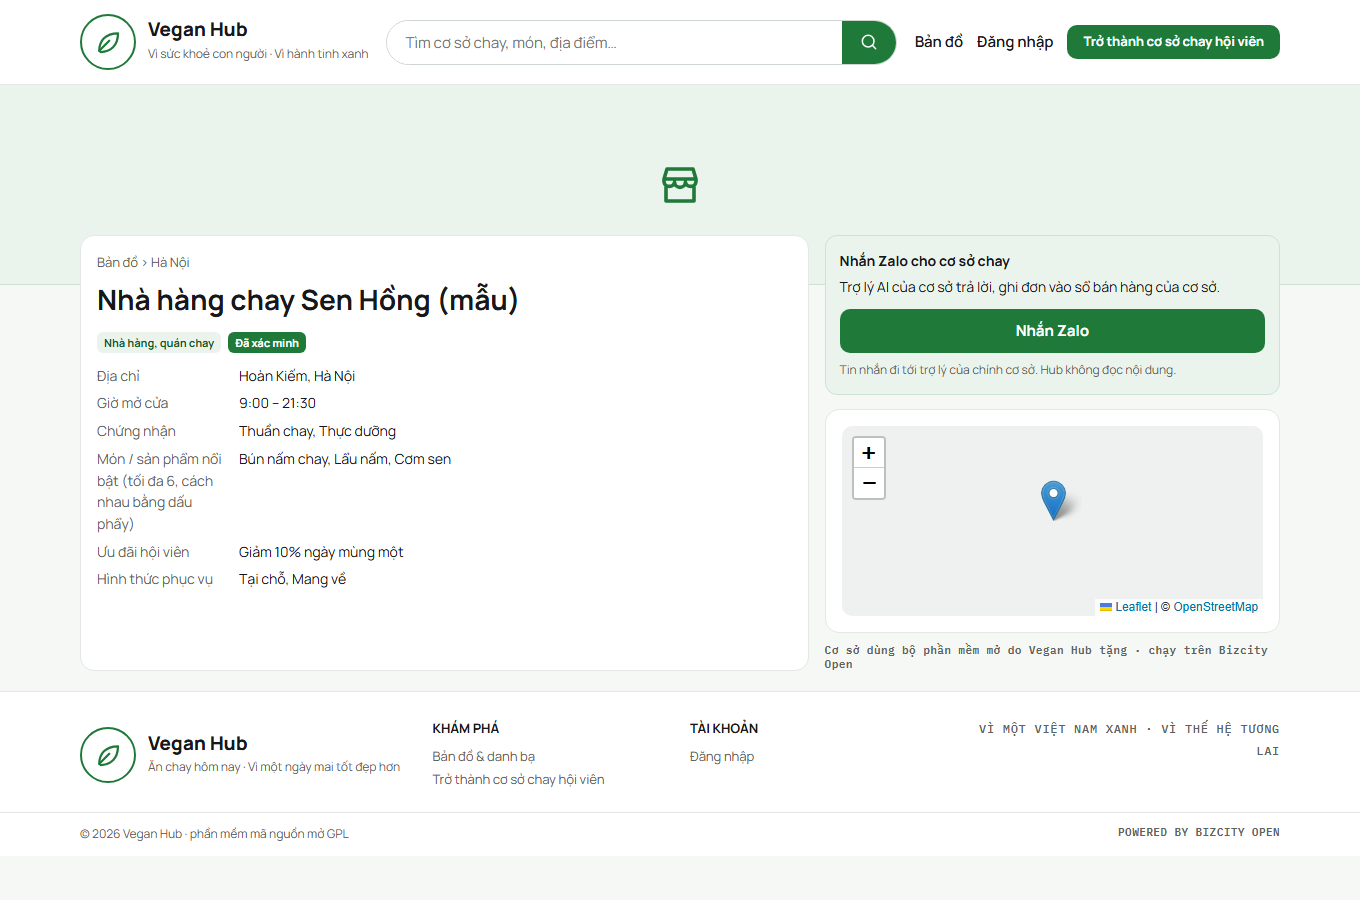 Vegan Hub
Vì sức khoẻ con người · Vì hành tinh xanh
Tìm cơ sở chay, món, địa điểm...
Bản đồ
Đăng nhập
Trở thành cơ sở chay hội viên
Bản đồ › Hà Nội
Nhà hàng chay Sen Hồng (mẫu)
Nhà hàng, quán chay
Đã xác minh
Địa chỉ Hoàn Kiếm, Hà Nội
Giờ mở cửa 9:00 – 21:30
Chứng nhận Thuần chay, Thực dưỡng
Món / sản phẩm nổi Bún nấm chay, Lẩu nấm, Cơm sen
bật (tối đa 6, cách
nhau bằng dấu
phẩy)
Ưu đãi hội viên Giảm 10% ngày mùng một
Hình thức phục vụ Tại chỗ, Mang về
Nhắn Zalo cho cơ sở chay
Trợ lý AI của cơ sở trả lời, ghi đơn vào sổ bán hàng của cơ sở.
Nhắn Zalo
Tin nhắn đi tới trợ lý của chính cơ sở. Hub không đọc nội dung.
+
−
Leaflet | © OpenStreetMap
Cơ sở dùng bộ phần mềm mở do Vegan Hub tặng · chạy trên Bizcity
Open
Vegan Hub
Ăn chay hôm nay · Vì một ngày mai tốt đẹp hơn
KHÁM PHÁ
Bản đồ & danh bạ
Trở thành cơ sở chay hội viên
TÀI KHOẢN
Đăng nhập
VÌ MỘT VIỆT NAM XANH · VÌ THẾ HỆ TƯƠNG
LAI
© 2026 Vegan Hub · phần mềm mã nguồn mở GPL
POWERED BY BIZCITY OPEN